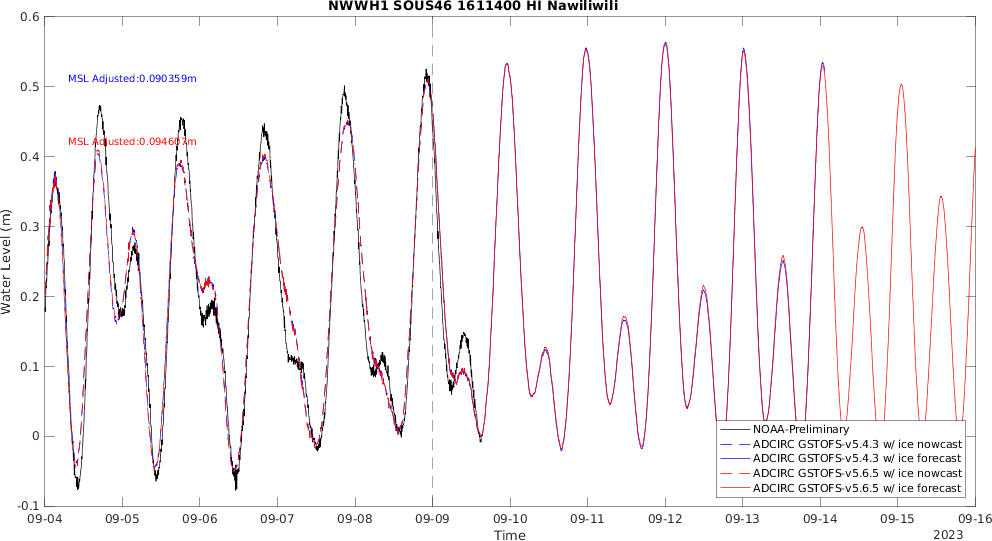 NWWH1 SOUS46 1611400 HI Nawiliwili
0.6
0.5
0.4
0.3
0.2
0.1
0
-0.1
Water Level (m)
MSL Adjusted:0.090359m
MSL Adjusted:0.094607m
NOAA-Preliminary
ADCIRC GSTOFS-v5.4.3 w/ ice nowcast
ADCIRC GSTOFS-v5.4.3 w/ ice forecast
ADCIRC GSTOFS-v5.6.5 w/ ice nowcast
ADCIRC GSTOFS-v5.6.5 w/ ice forecast
09-04 09-05 09-06 09-07 09-08 09-09 09-10 09-11 09-12 09-13 09-14 09-15 09-16
Time
2023